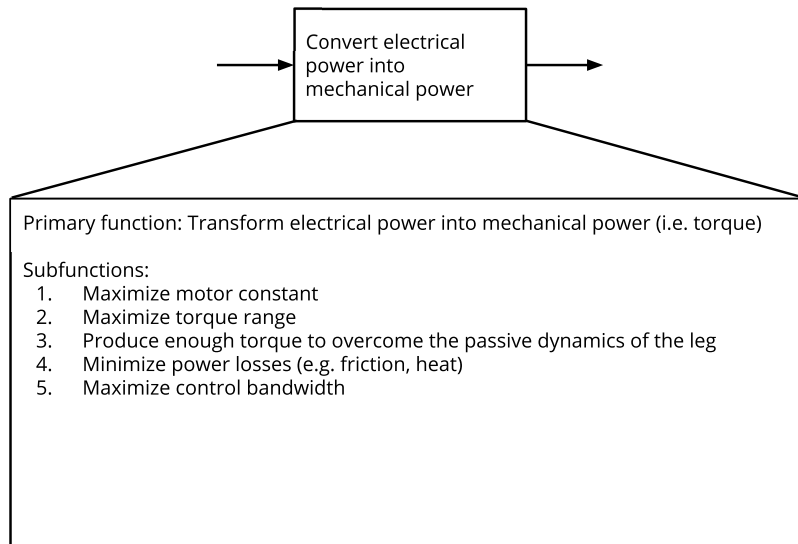 Convert electrical
power into
mechanical power
Primary function: Transform electrical power into mechanical power (i.e. torque)
Subfunctions:
1. Maximize motor constant
2. Maximize torque range
3. Produce enough torque to overcome the passive dynamics of the leg
4. Minimize power losses (e.g. friction, heat)
5. Maximize control bandwidth